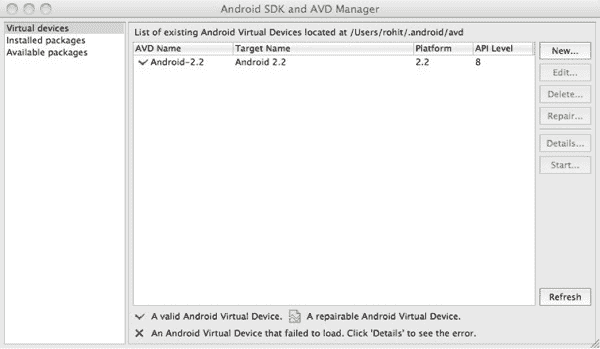 Android SDK and AVD Manager
Virtual devices
Installed packages
Available packages
List of existing Android Virtual Devices located at /Users/rohit/.android/avd
AVD Name Target Name Platform API Level
Android-2.2 Android 2.2 2.2 8
New...
Edit...
Delete...
Repair...
Details...
Start...
Refresh
A valid Android Virtual Device. A repairable Android Virtual Device.
An Android Virtual Device that failed to load. Click 'Details' to see the error.